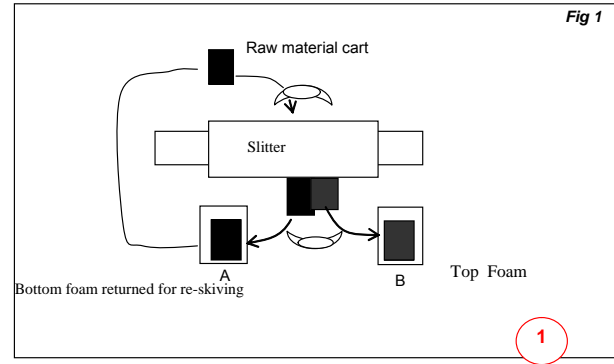 Fig 1
Raw material cart
Slitter
A
B
Top Foam
Bottom foam returned for re-skiving
1